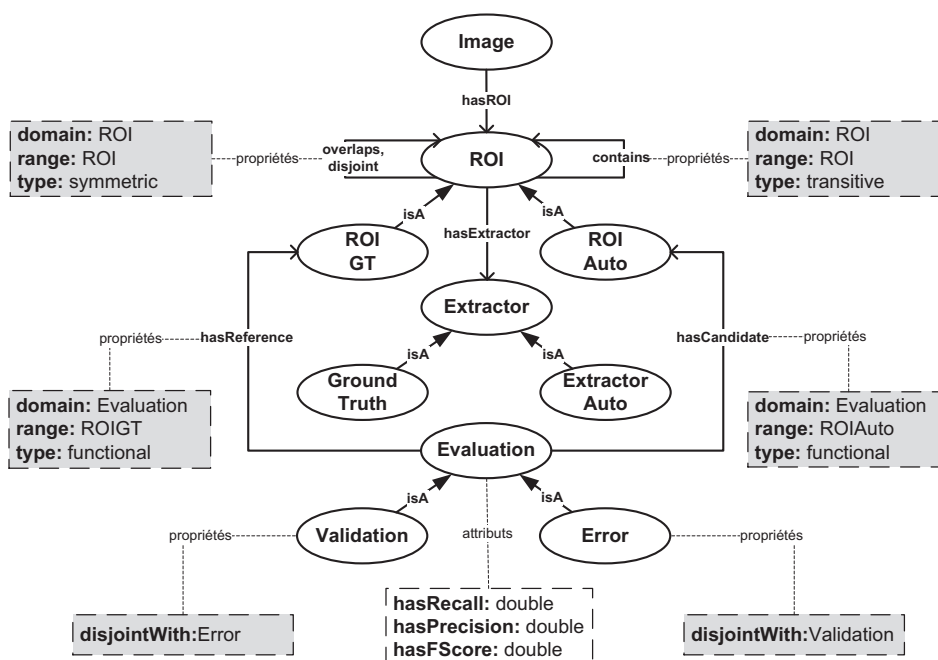 Image
hasROI
domain: ROI
range: ROI
type: symmetric
propriétés
overlaps,
disjoint
ROI
contains
propriétés
domain: ROI
range: ROI
type: transitive
isA
isA
hasExtractor
ROI
GT
ROI
Auto
Extractor
propriétés
hasReference
hasCandidate
propriétés
isA
isA
Ground
Truth
Extractor
Auto
domain: Evaluation
range: ROIGT
type: functional
domain: Evaluation
range: ROIAuto
type: functional
Evaluation
isA
isA
propriétés
Validation
attributs
Error
propriétés
disjointWith:Error
hasRecall: double
hasPrecision: double
hasFScore: double
disjointWith:Validation